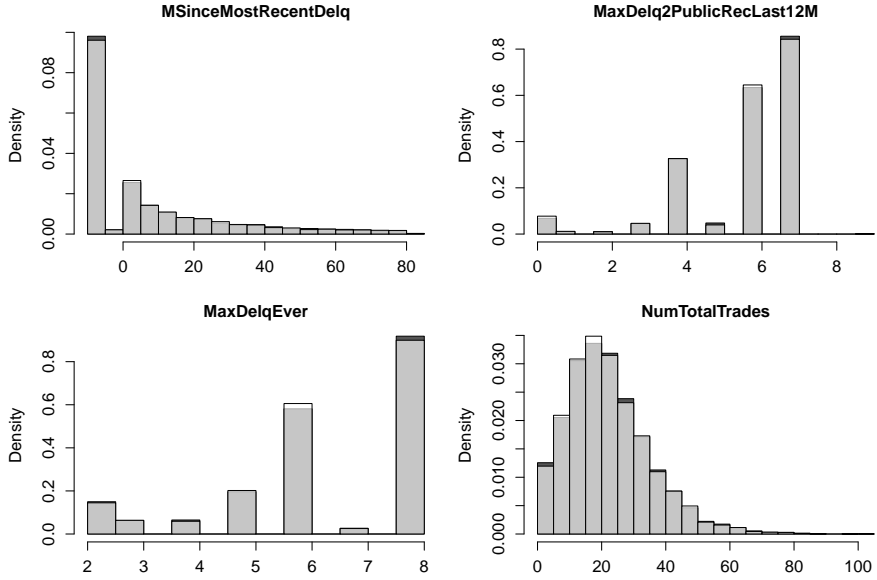 MSinceMostRecentDelq
Density
0.00 0.04 0.08
0 20 40 60 80
MaxDelq2PublicRecLast12M
Density
0.0 0.2 0.4 0.6 0.8
0 2 4 6 8
MaxDelqEver
Density
0.0 0.2 0.4 0.6 0.8
2 3 4 5 6 7 8
NumTotalTrades
Density
0.000 0.010 0.020 0.030
0 20 40 60 80 100